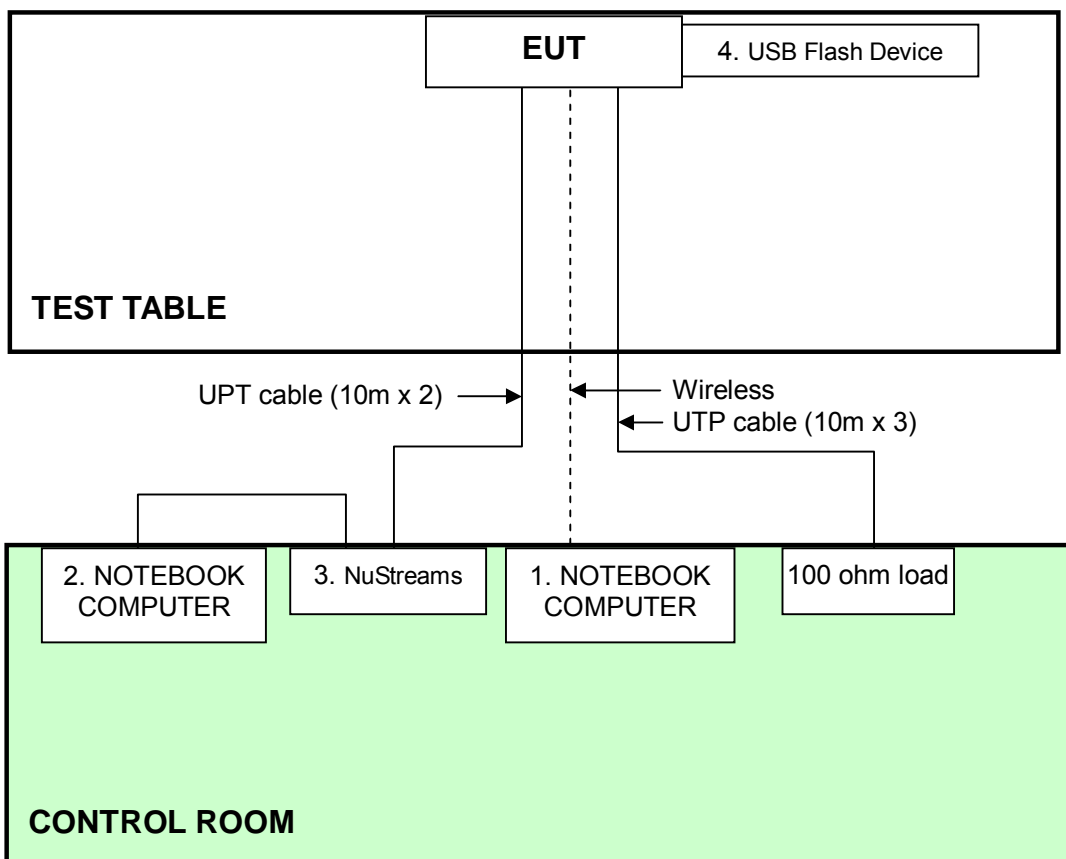 EUT
4. USB Flash Device
TEST TABLE
UPT cable (10m x 2)
Wireless
UTP cable (10m x 3)
2. NOTEBOOK
COMPUTER
3. NuStreams
1. NOTEBOOK
COMPUTER
100 ohm load
CONTROL ROOM